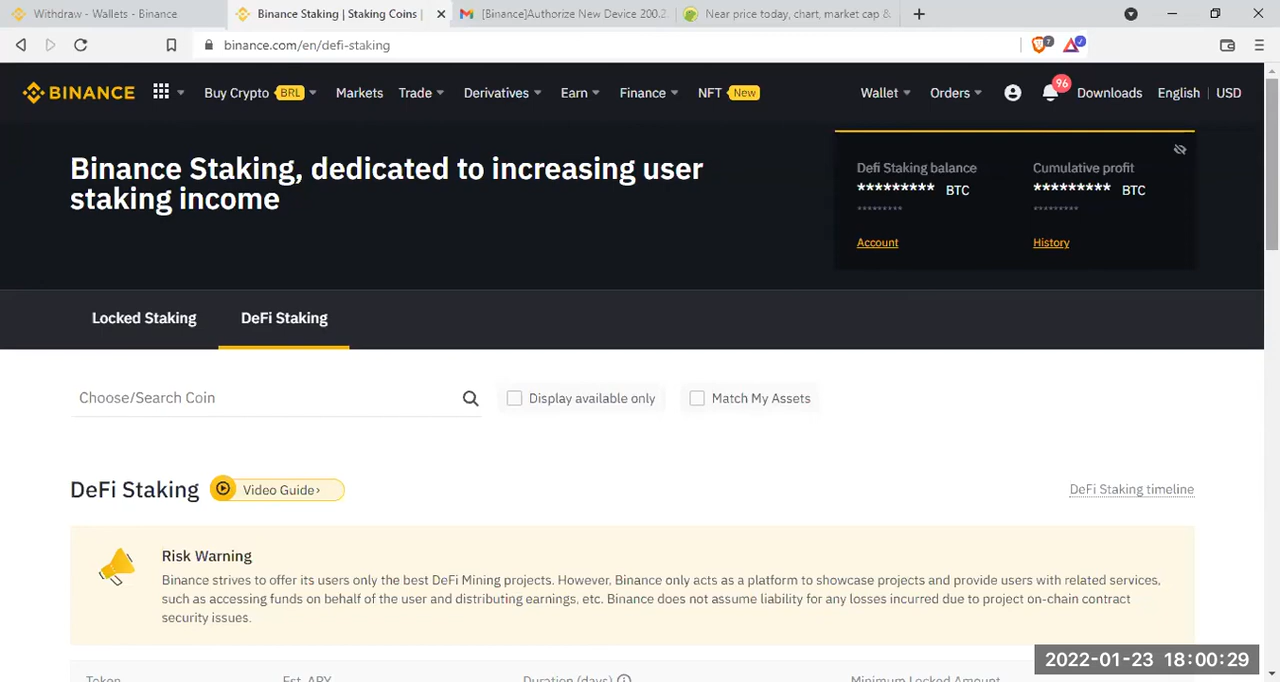 Withdraw - Wallets - Binance
Binance Staking | Staking Coins |
[Binance]Authorize New Device 200.2
Near price today, chart, market cap &
binance.com/en/defi-staking
7
BINANCE
Buy Crypto BRL
Markets
Trade
Derivatives
Earn
Finance
NFT New
Wallet
Orders
96
Downloads
English | USD
Binance Staking, dedicated to increasing user
staking income
Defi Staking balance
********* BTC
*********
Account
Cumulative profit
********* BTC
*********
History
Locked Staking
DeFi Staking
Choose/Search Coin
Display available only
Match My Assets
DeFi Staking
Video Guide›
DeFi Staking timeline
Risk Warning
Binance strives to offer its users only the best DeFi Mining projects. However, Binance only acts as a platform to showcase projects and provide users with related services,
such as accessing funds on behalf of the user and distributing earnings, etc. Binance does not assume liability for any losses incurred due to project on-chain contract
security issues.
Token
Est. APY
Duration (days)
Minimum Locked Amount
2022-01-23 18:00:29